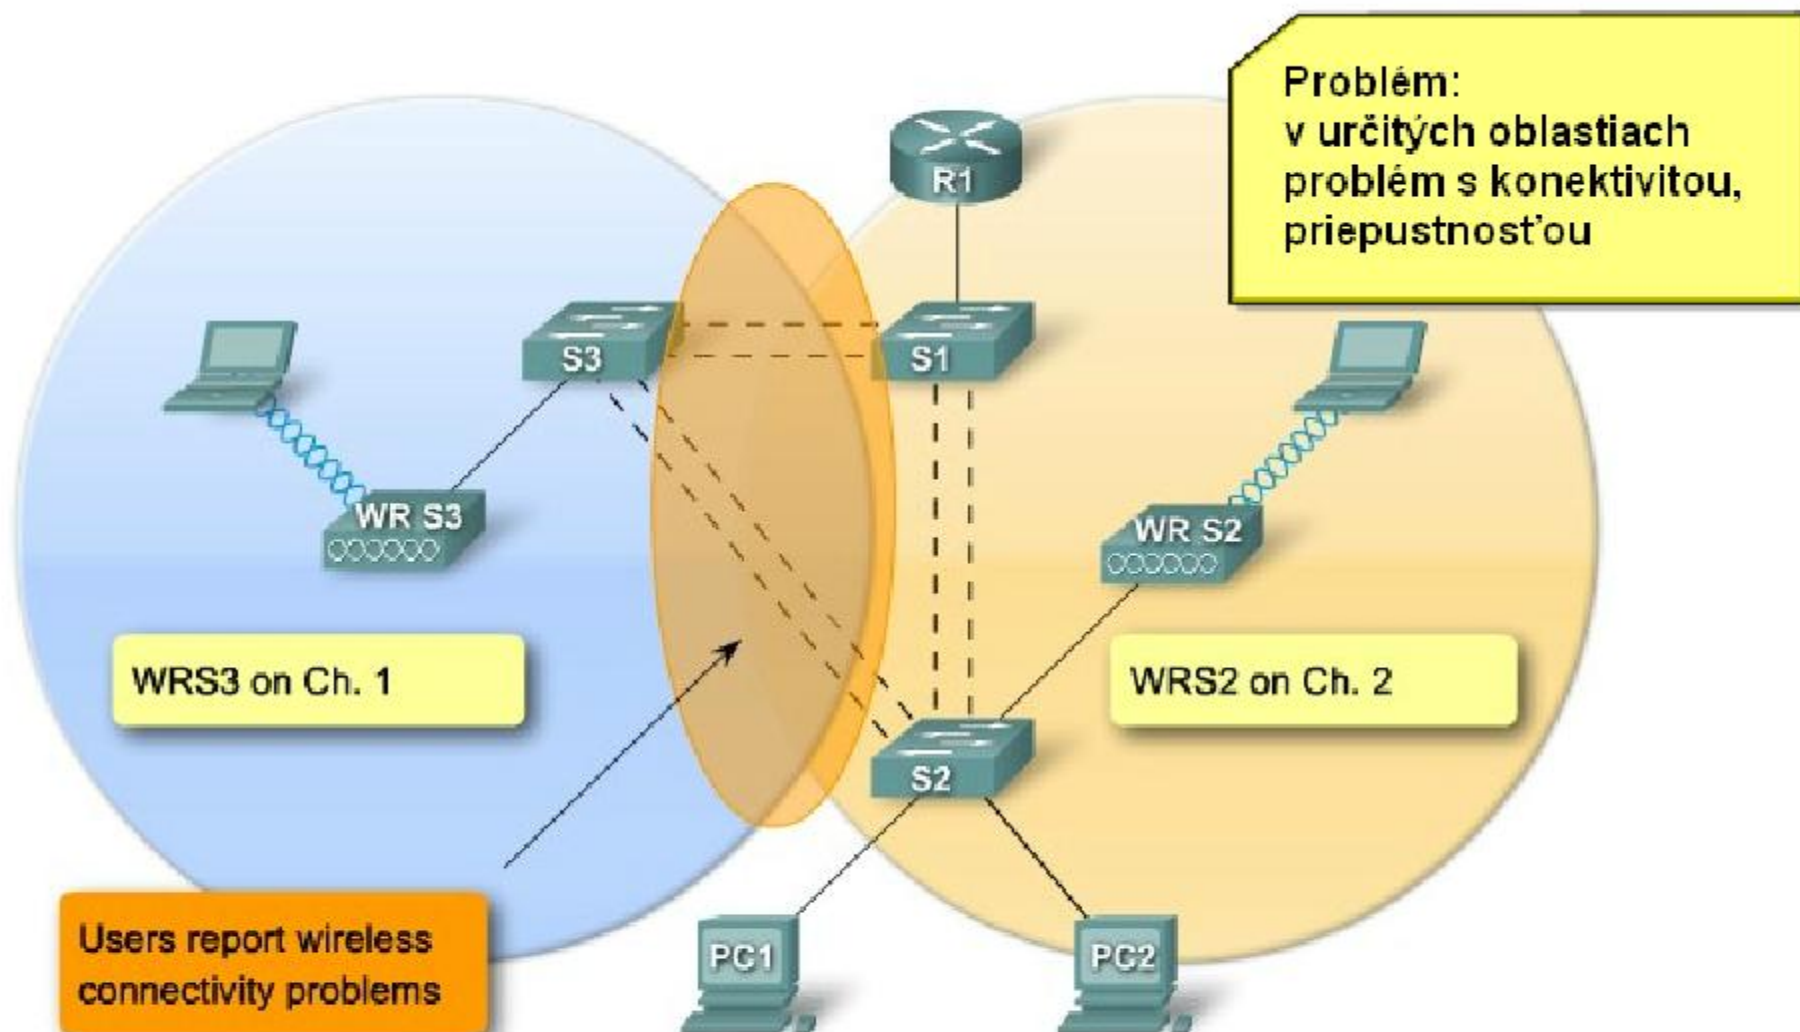 Problém:
v určitých oblastiach
problém s konektivitou,
priepustnosťou
R1
S3
S1
WR S3
WR S2
WRS3 on Ch. 1
WRS2 on Ch. 2
S2
Users report wireless
connectivity problems
PC1
PC2